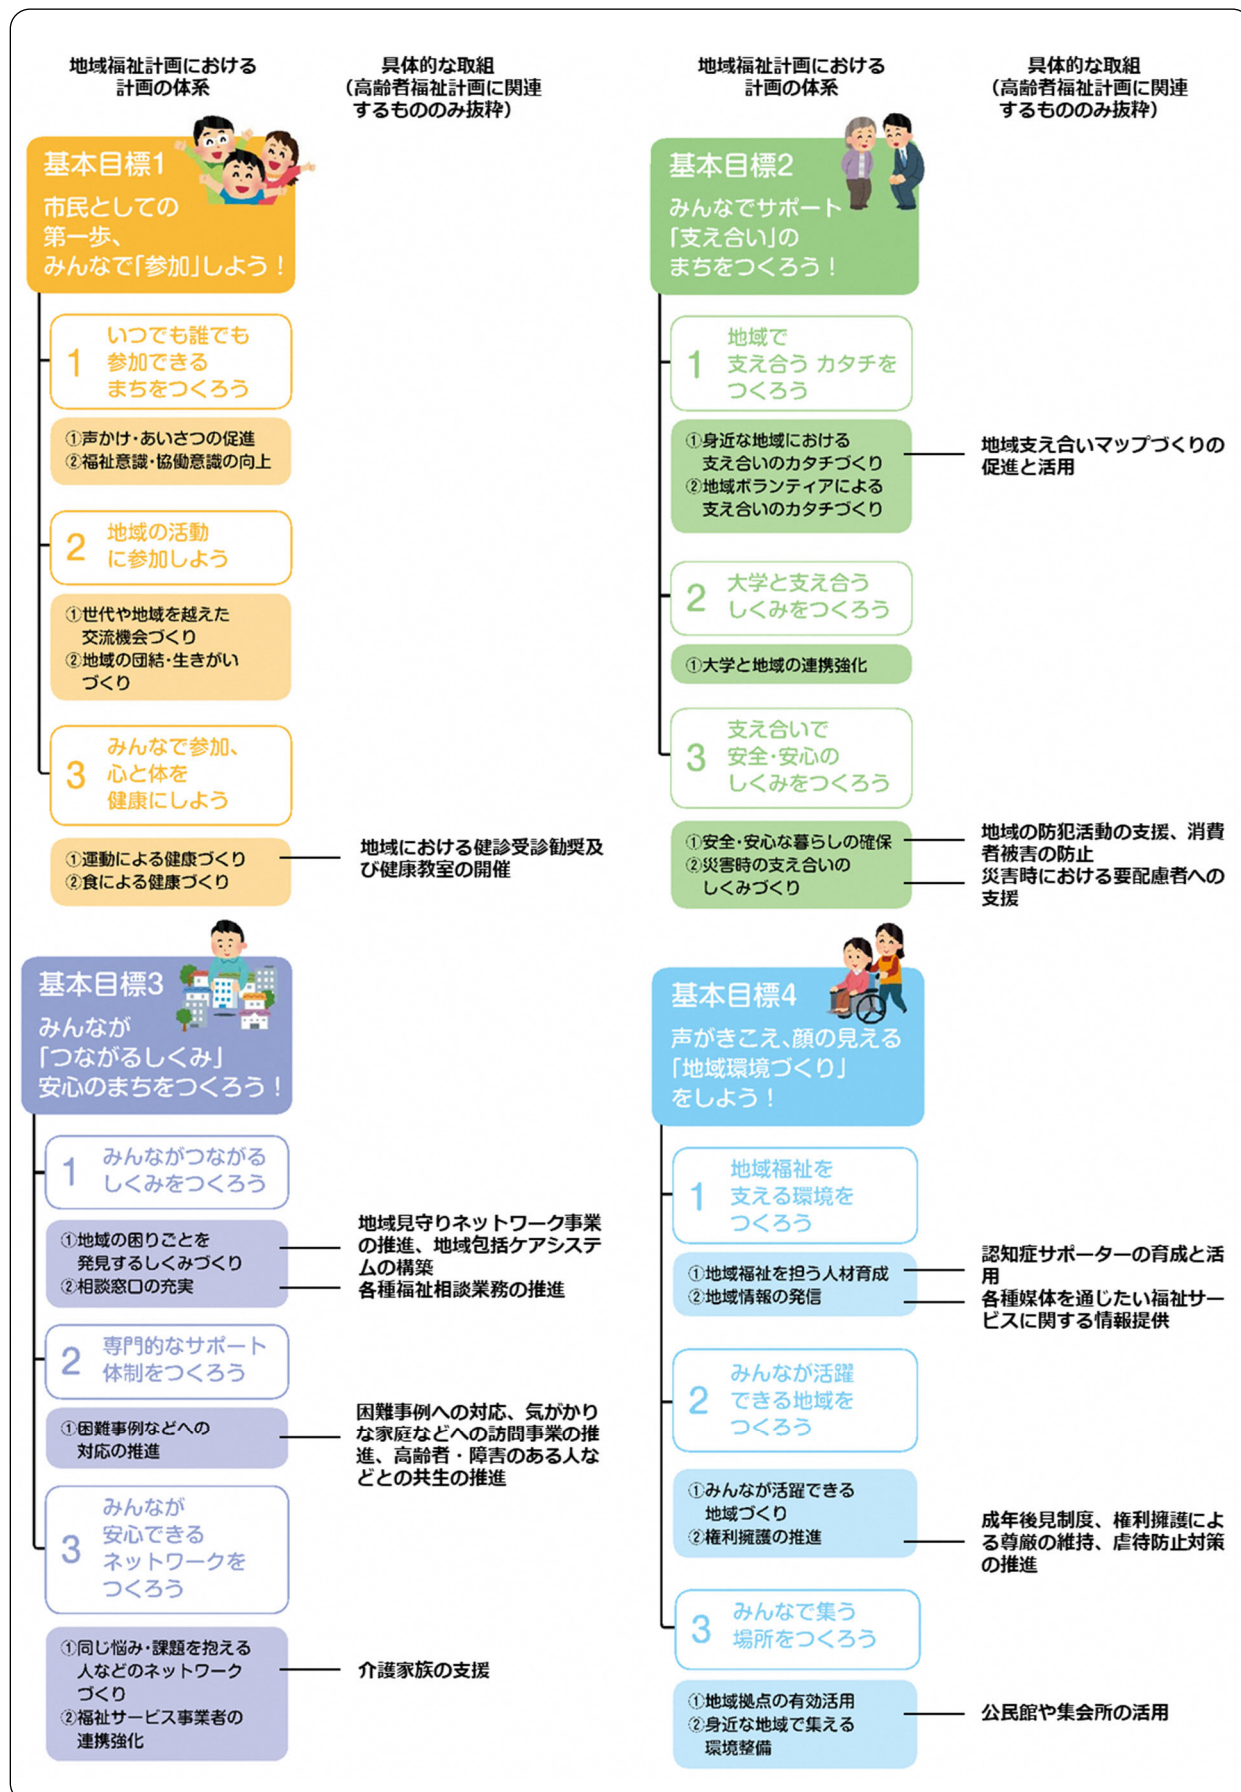 地域福祉計画における
計画の体系
具体的な取組
(高齢者福祉計画に関連
するもののみ抜粋)
基本目標1
市民としての
第一歩、
みんなで「参加」しよう！
1
いつでも誰でも
参加できる
まちをつくろう
①声かけ・あいさつの促進
②福祉意識・協働意識の向上
2
地域の活動
に参加しよう
①世代や地域を越えた
交流機会づくり
②地域の団結・生きがい
づくり
3
みんなで参加、
心と体を
健康にしよう
①運動による健康づくり
②食による健康づくり
地域における健診受診勧奨及
び健康教室の開催
地域福祉計画における
計画の体系
具体的な取組
(高齢者福祉計画に関連
するもののみ抜粋)
基本目標2
みんなでサポート
「支え合い」の
まちをつくろう！
1
地域で
支え合う カタチを
つくろう
①身近な地域における
支え合いのカタチづくり
②地域ボランティアによる
支え合いのカタチづくり
地域支え合いマップづくりの
促進と活用
2
大学と支え合う
しくみをつくろう
①大学と地域の連携強化
3
支え合いで
安全・安心の
しくみをつくろう
①安全・安心な暮らしの確保
②災害時の支え合いの
しくみづくり
地域の防犯活動の支援、消費
者被害の防止
災害時における要配慮者への
支援
基本目標3
みんなが
「つながるしくみ」
安心のまちをつくろう！
1
みんながつながる
しくみをつくろう
①地域の困りごとを
発見するしくみづくり
②相談窓口の充実
地域見守りネットワーク事業
の推進、地域包括ケアシステ
ムの構築
各種福祉相談業務の推進
2
専門的なサポート
体制をつくろう
①困難事例などへの
対応の推進
困難事例への対応、気がかり
な家庭などへの訪問事業の推
進、高齢者・障害のある人な
どとの共生の推進
3
みんなが
安心できる
ネットワークを
つくろう
①同じ悩み・課題を抱える
人などのネットワーク
づくり
②福祉サービス事業者の
連携強化
介護家族の支援
基本目標4
声がきこえ、顔の見える
「地域環境づくり」
をしよう！
1
地域福祉を
支える環境を
つくろう
①地域福祉を担う人材育成
②地域情報の発信
認知症サポーターの育成と活
用
各種媒体を通じたい福祉サー
ビスに関する情報提供
2
みんなが活躍
できる地域を
つくろう
①みんなが活躍できる
地域づくり
②権利擁護の推進
成年後見制度、権利擁護によ
る尊厳の維持、虐待防止対策
の推進
3
みんなで集う
場所をつくろう
①地域拠点の有効活用
②身近な地域で集える
環境整備
公民館や集会所の活用